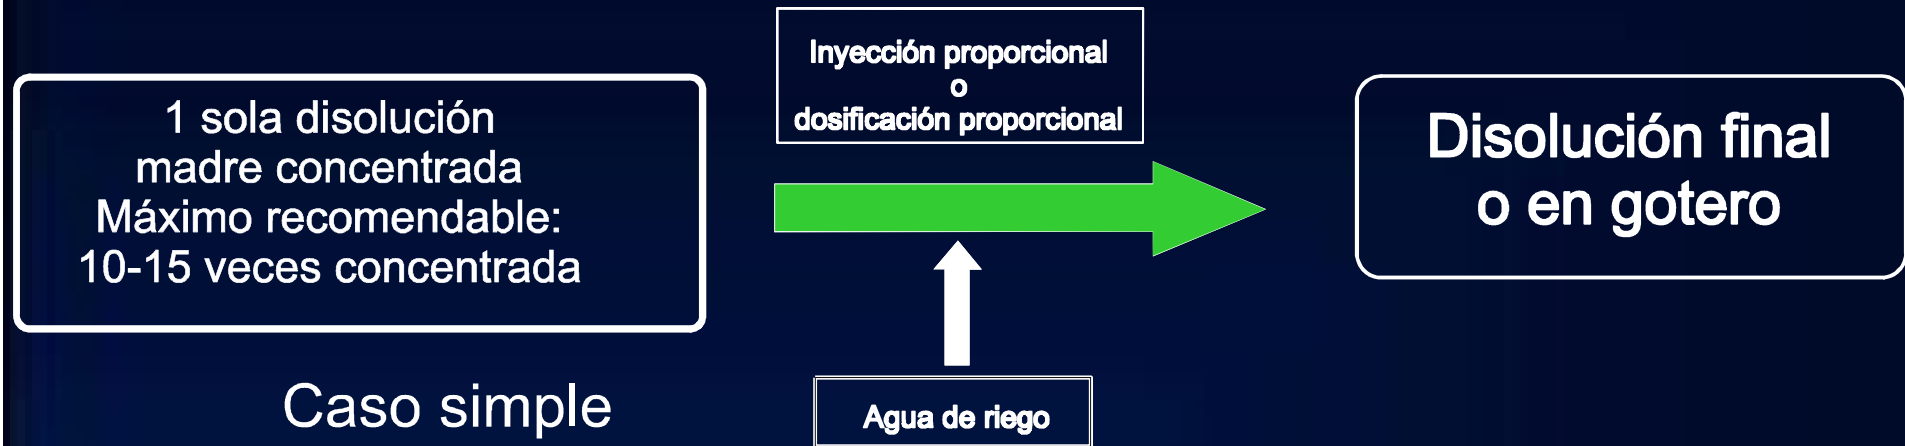 1 sola disolución
madre concentrada
Máximo recomendable:
10-15 veces concentrada
Inyección proporcional
o
dosificación proporcional
Disolución final
o en gotero
Caso simple
Agua de riego